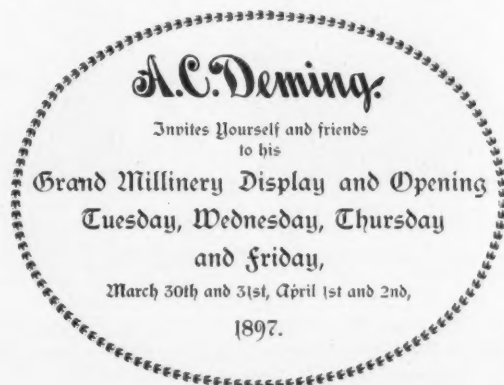 A.C. Deming.
Invites Yourself and friends
to his
Grand Millinery Display and Opening
Tuesday, Wednesday, Thursday
and Friday,
March 30th and 31st, April 1st and 2nd,
1897.